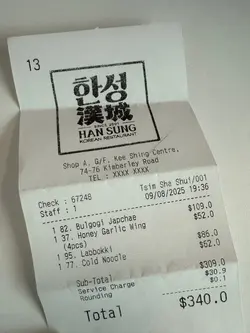 13
한성
漢城
SINCE 2001
HAN SUNG
KOREAN RESTAURANT
Shop A, G/F, Kee Shing Centre,
74-76 Kimberley Road
TEL : XXXX XXXX
Tsim Sha Shui/001
Check : 67248 09/08/2025 19:36
Staff : 1
1 82. Bulgogi Japchae $109.0
1 37. Honey Garlic Wing $52.0
(4pcs)
1 95. Labbokki $85.0
1 77. Cold Noodle $62.0
Sub-Total $309.0
Service Charge $30.9
Rounding $0.1
Total $340.0